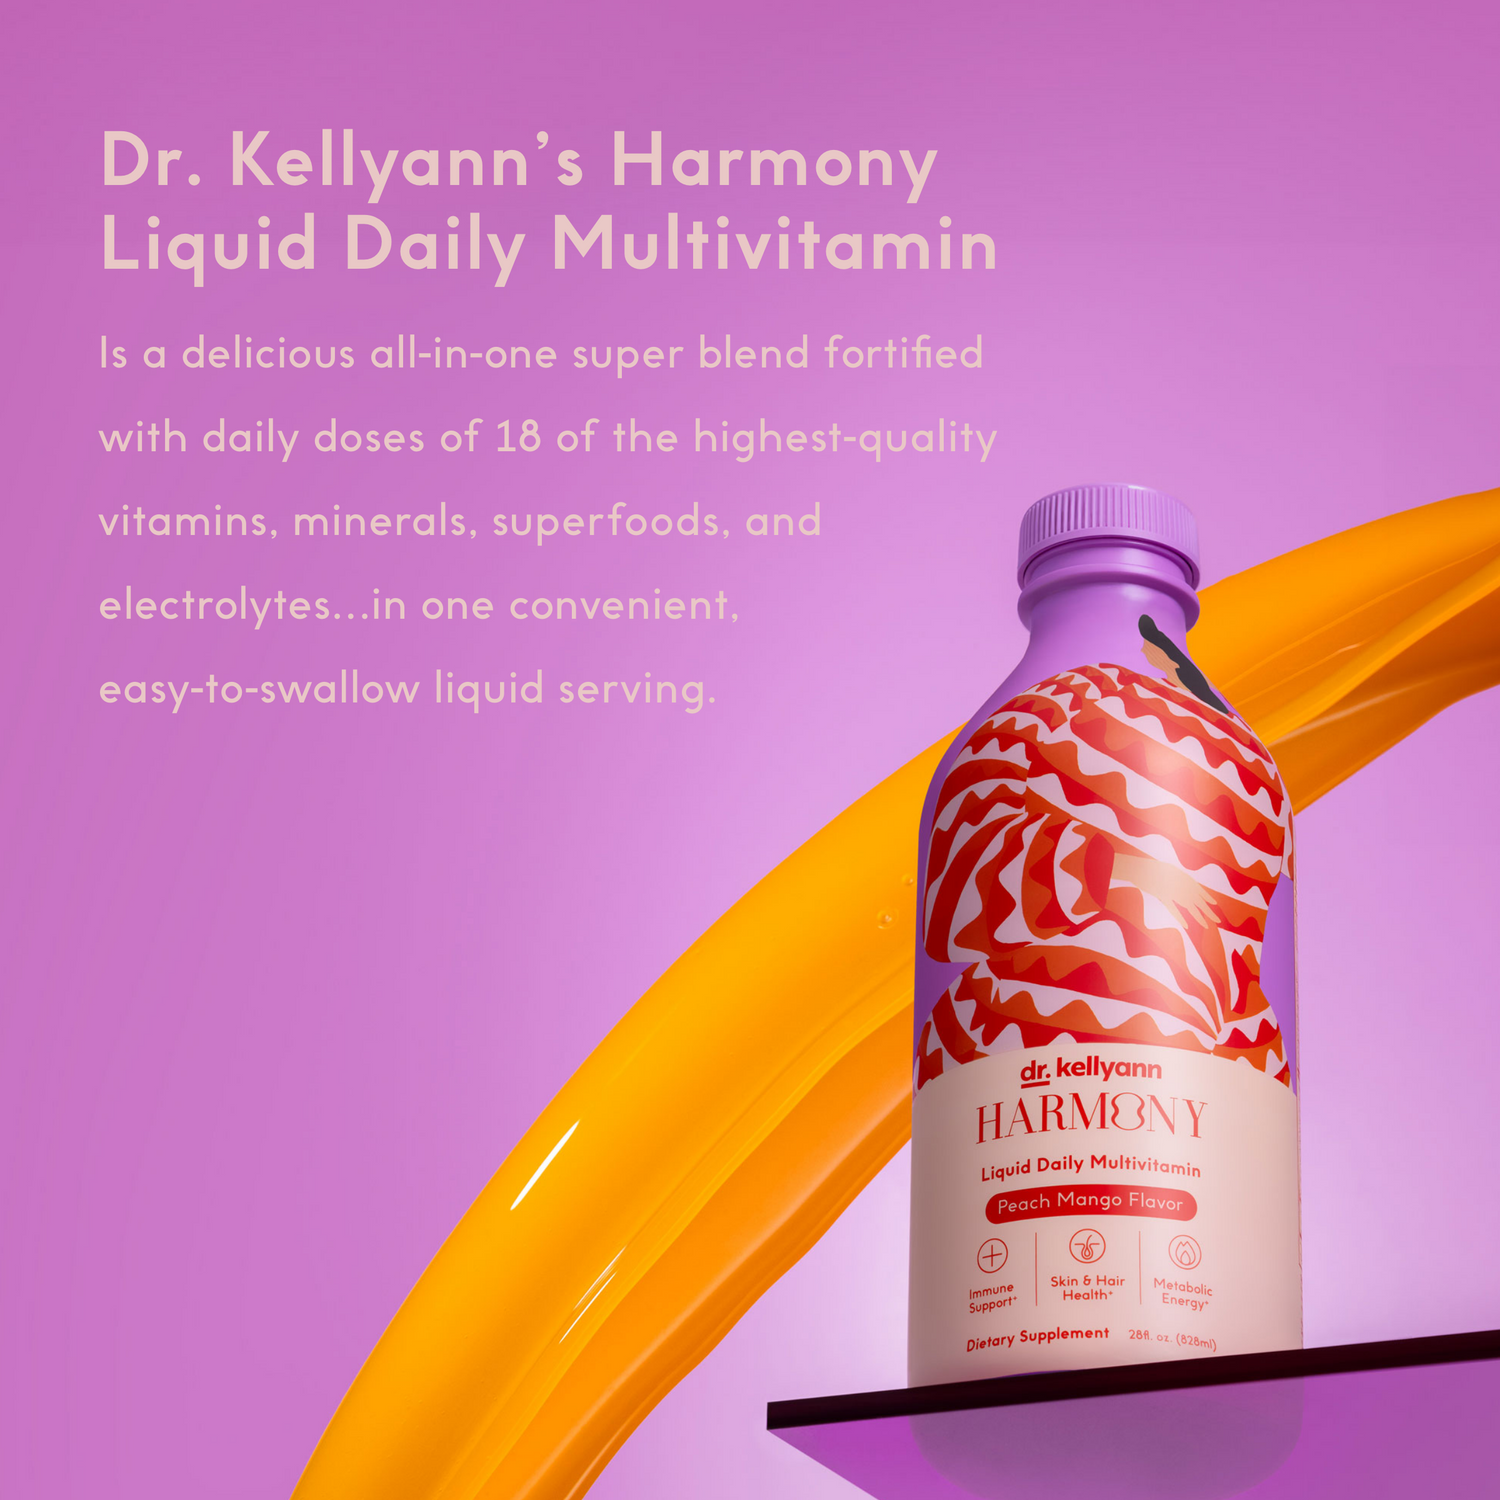 Dr. Kellyann’s Harmony
Liquid Daily Multivitamin
Is a delicious all-in-one super blend fortified
with daily doses of 18 of the highest-quality
vitamins, minerals, superfoods, and
electrolytes...in one convenient,
easy-to-swallow liquid serving.
dr. kellyann
HARMONY
Liquid Daily Multivitamin
Peach Mango Flavor
Immune
Support⁺
Skin & Hair
Health⁺
Metabolic
Energy⁺
Dietary Supplement 28fl. oz. (828ml)